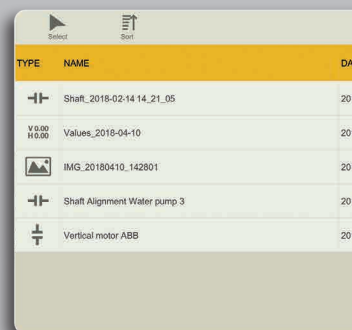 Select Sort
TYPE NAME DA
Shaft_2018-02-14 14_21_05 20
V 0.00
H 0.00 Values_2018-04-10 20
IMG_20180410_142801 20
Shaft Alignment Water pump 3 20
Vertical motor ABB 20